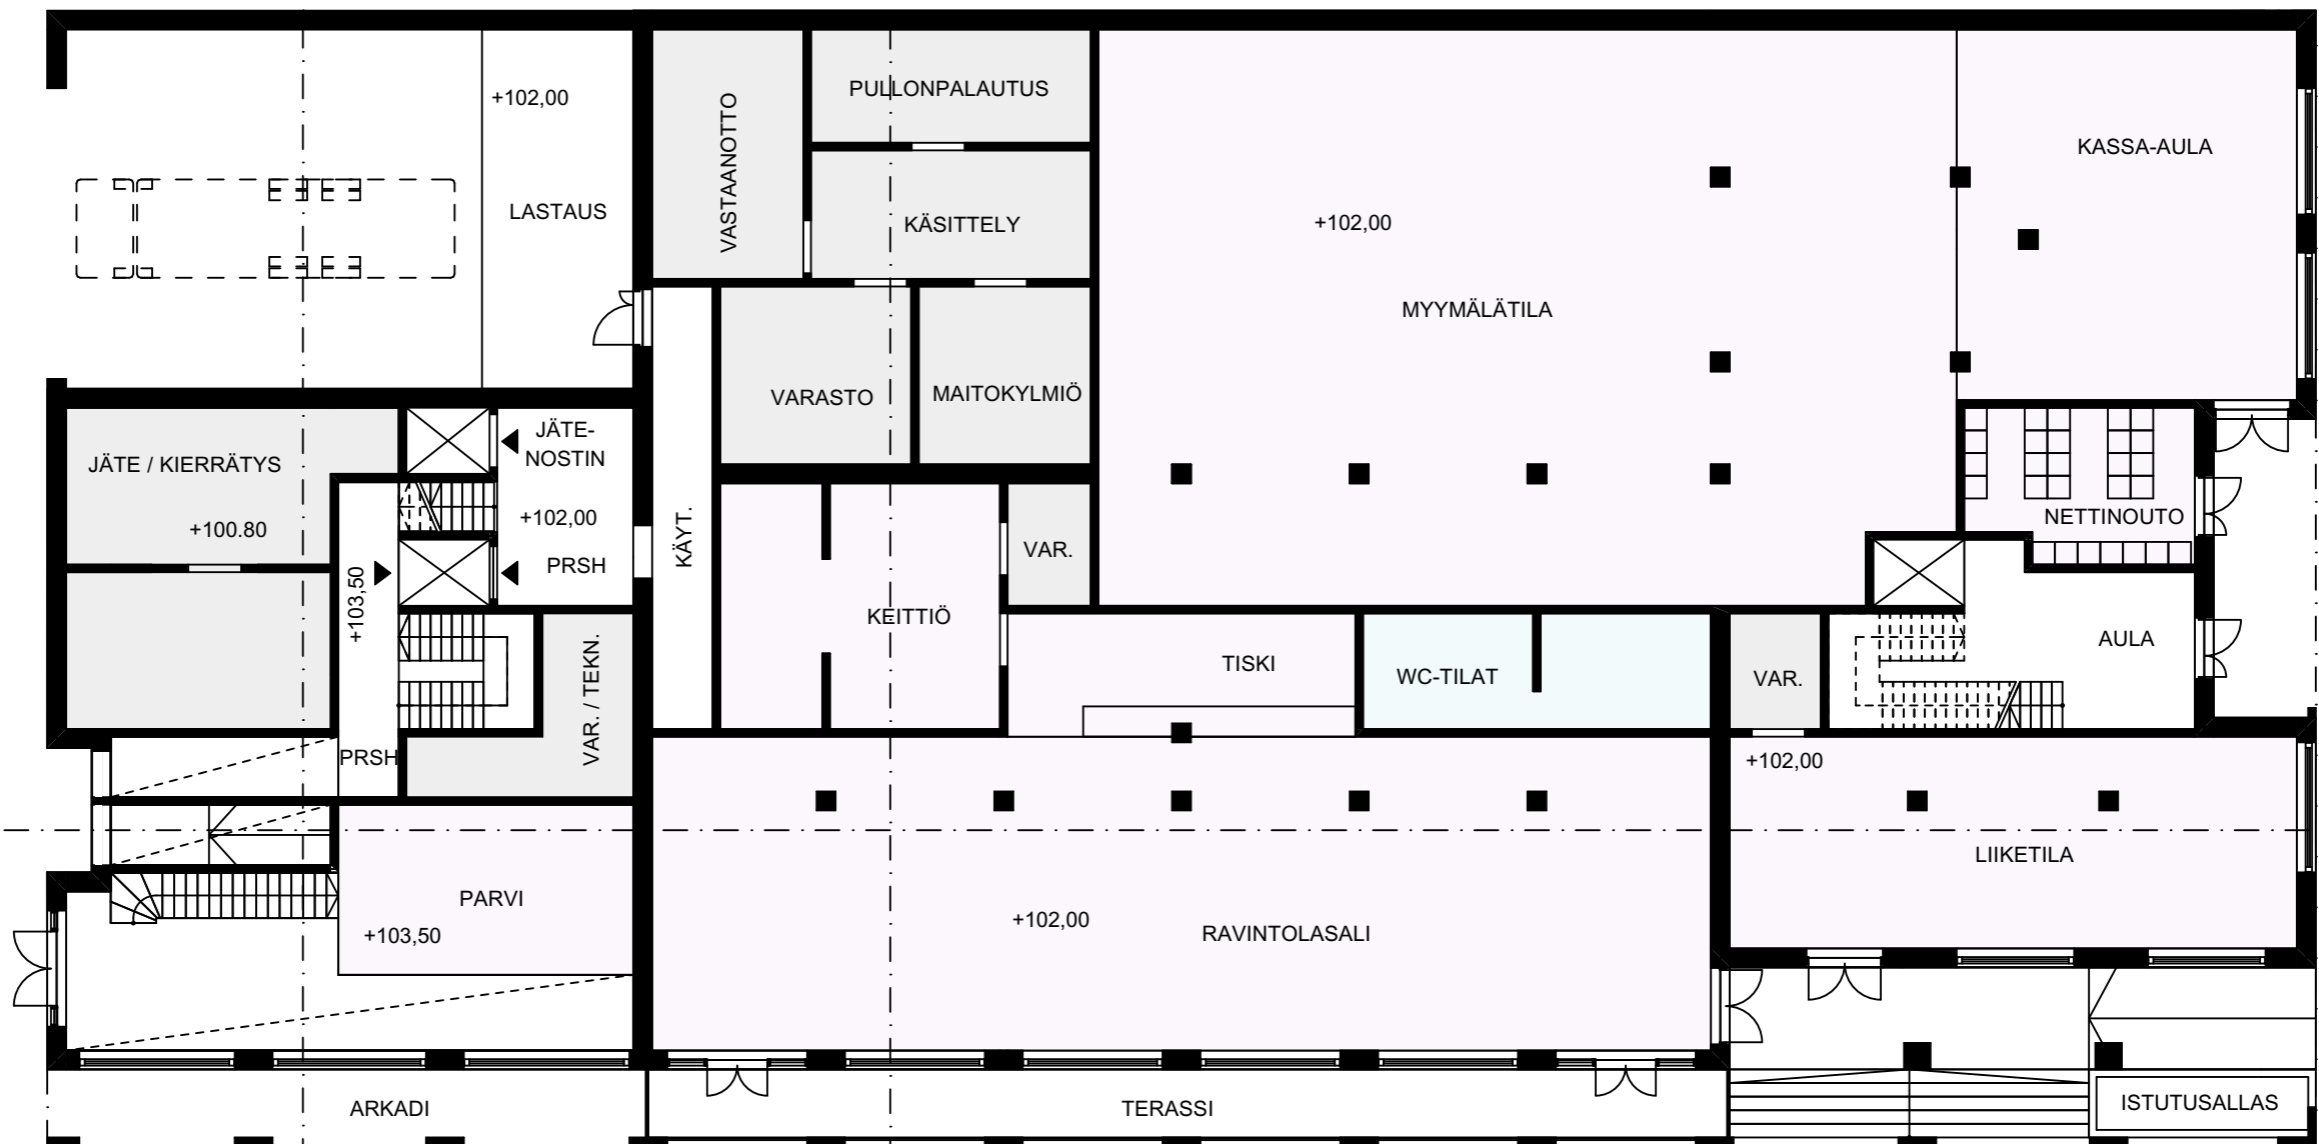 PULLONPALAUTUS
+102,00
VASTAANOTTO
KASSA-AULA
LASTAUS
KÄSITTELY
+102,00
MYYMÄLÄTILA
VARASTO
MAITOKYLMIÖ
JÄTE-
NOSTIN
JÄTE / KIERRÄTYS
+100.80
+102,00
KÄYT.
NETTINOUTO
VAR.
PRSH
+103,50
KEITTIÖ
AULA
TISKI
WC-TILAT
VAR.
VAR. / TEKN.
PRSH
+102,00
LIIKETILA
PARVI
+103,50
+102,00
RAVINTOLASALI
ARKADI
TERASSI
ISTUTUSALLAS